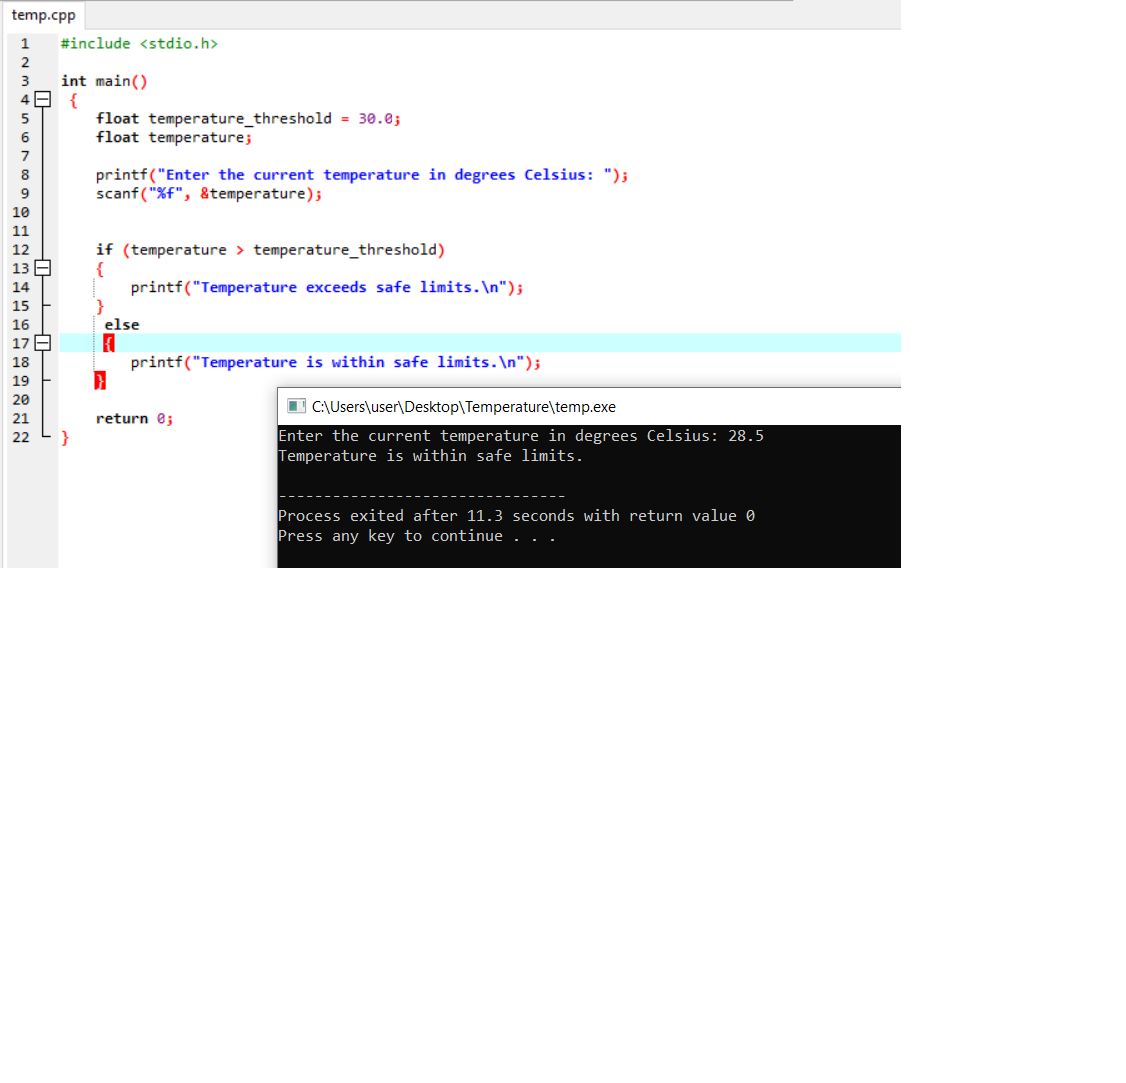 temp.cpp
1 #include <stdio.h>
2
3 int main()
4 {
5 float temperature_threshold = 30.0;
6 float temperature;
7
8 printf("Enter the current temperature in degrees Celsius: ");
9 scanf("%f", &temperature);
10
11
12 if (temperature > temperature_threshold)
13 {
14 printf("Temperature exceeds safe limits.\n");
15 }
16 else
17 {
18 printf("Temperature is within safe limits.\n");
19 }
20
21 return 0;
22 }
C:\Users\user\Desktop\Temperature\temp.exe
Enter the current temperature in degrees Celsius: 28.5
Temperature is within safe limits.
--------------------------------
Process exited after 11.3 seconds with return value 0
Press any key to continue . . .